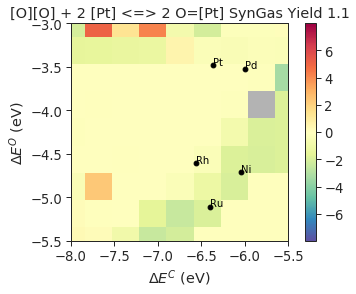 [O][O] + 2 [Pt] <=> 2 O=[Pt] SynGas Yield 1.1
−3.0
−3.5
−4.0
−4.5
−5.0
−5.5
ΔE^O (eV)
Pt
Pd
Rh
Ni
Ru
−8.0 −7.5 −7.0 −6.5 −6.0 −5.5
ΔE^C (eV)
6
4
2
0
−2
−4
−6